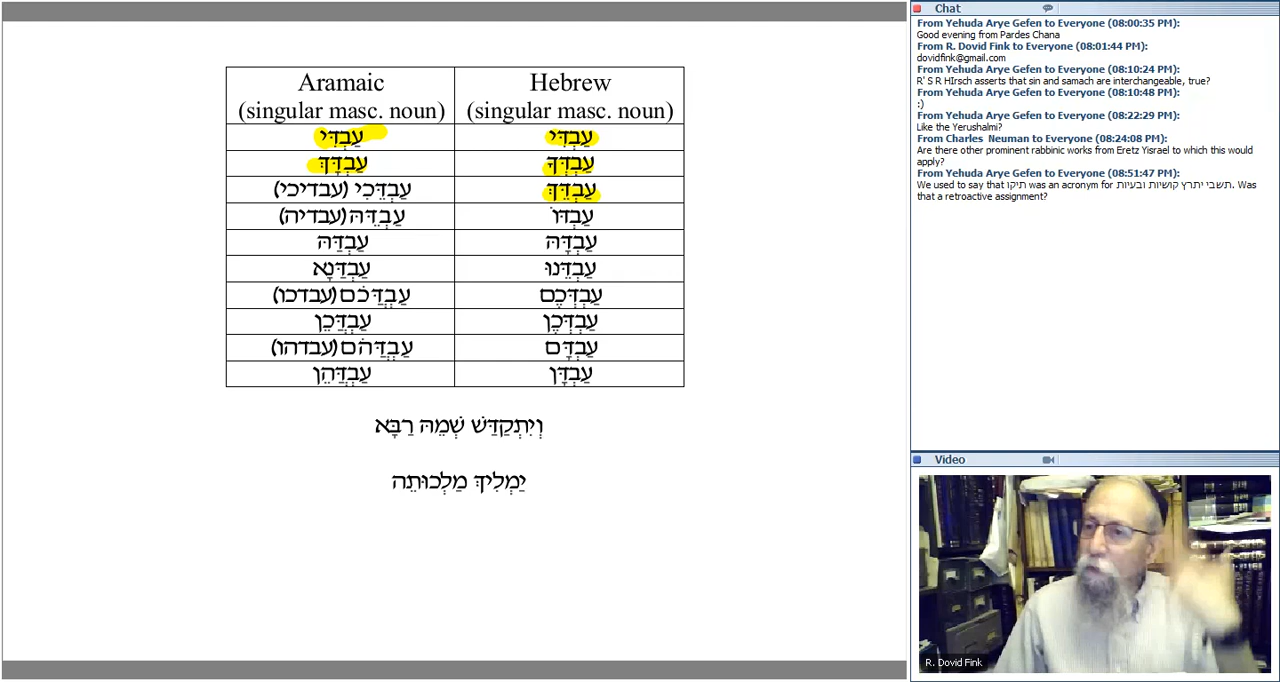 Aramaic
(singular masc. noun)
Hebrew
(singular masc. noun)
עַבְדִּי עַבְדִּי
עַבְדָּךְ עַבְדְּךָ
עַבְדֵּכִי (עבדיכי) עַבְדֵּךְ
עַבְדֵּהּ (עבדיה) עַבְדּוֹ
עַבְדַּהּ עַבְדָּהּ
עַבְדַּנָא עַבְדֵּנוּ
עַבְדַּכֹם (עבדכו) עַבְדְּכֶם
עַבְדַּכֵן עַבְדְּכֶן
עַבְדַּהֹם (עבדהו) עַבְדָּם
עַבְדַּהֵן עַבְדָּן
וְיִתְקַדַּשׁ שְׁמֵהּ רַבָּא
יַמְלִיךְ מַלְכוּתֵהּ
Chat
From Yehuda Arye Gefen to Everyone (08:00:35 PM):
Good evening from Pardes Chana
From R. Dovid Fink to Everyone (08:01:44 PM):
dovidfink@gmail.com
From Yehuda Arye Gefen to Everyone (08:10:24 PM):
R' S R HIrsch asserts that sin and samach are interchangeable, true?
From Yehuda Arye Gefen to Everyone (08:10:48 PM):
:)
From Yehuda Arye Gefen to Everyone (08:22:29 PM):
Like the Yerushalmi?
From Charles Neuman to Everyone (08:24:08 PM):
Are there other prominent rabbinic works from Eretz Yisrael to which this would
apply?
From Yehuda Arye Gefen to Everyone (08:51:47 PM):
We used to say that תיקו was an acronym for תשבי יתרץ קושיות ובעיות. Was
that a retroactive assignment?
Video
R. Dovid Fink